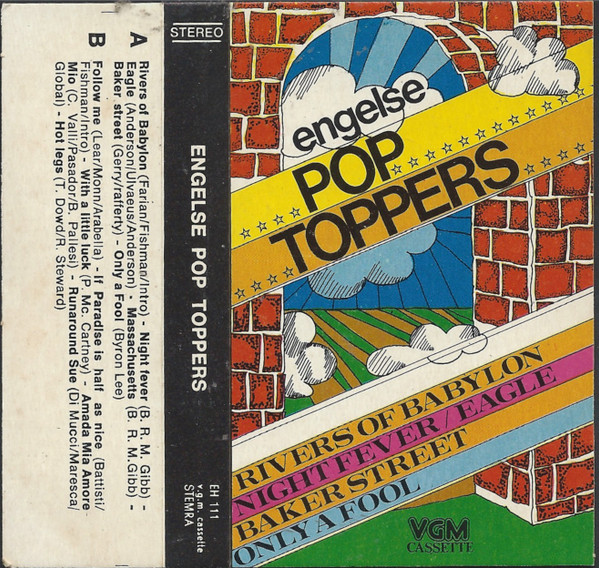 A
Rivers of Babylon (Farian/Fishman/Intro) - Night fever (B. R. M. Gibb) -
Eagle (Anderson/Ulvaeus/Anderson) - Massachusetts (B. R. M.Gibb) -
Baker street (Gerry/rafferty) - Only a Fool (Byron Lee)
B
Follow me (Lear/Monn/Arabella) - If Paradise is half as nice (Battisti/
Fishman/Intro) - With a little luck (P. Mc. Cartney) - Amada Mia Amore
Mio (C. Valli/Pasador/B. Pallesi) - Runaround Sue (Di Mucci/Maresca/
Global) - Hot legs (T. Dowd/R. Steward)
STEREO
ENGELSE POP TOPPERS
EH 111
v.g.m. cassette
STEMRA
engelse
POP
TOPPERS
RIVERS OF BABYLON
NIGHT FEVER / EAGLE
BAKER STREET
ONLY A FOOL
VGM
CASSETTE